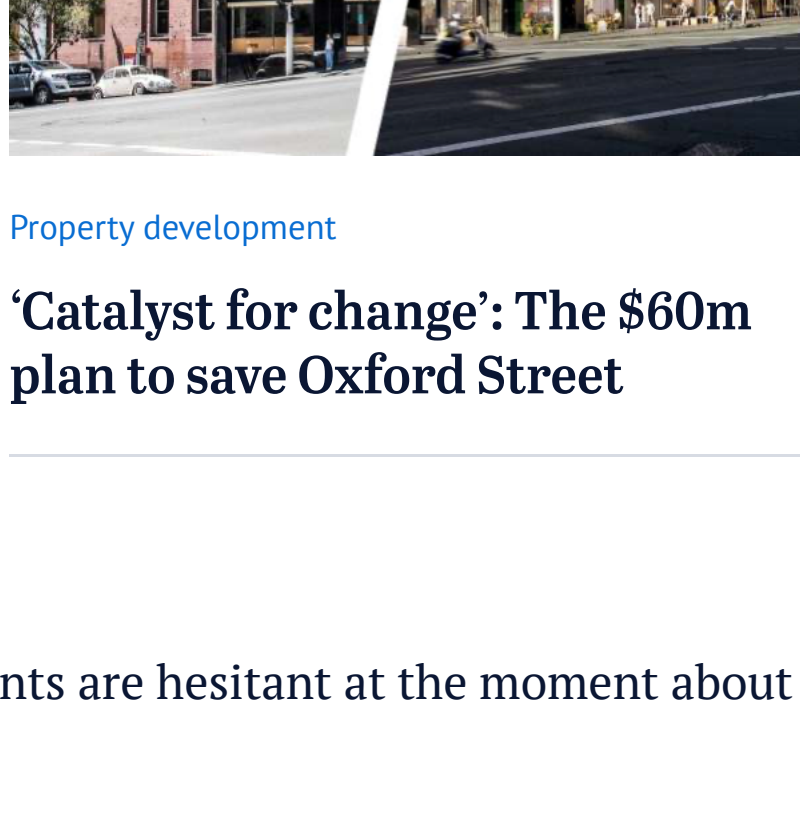 Property development
‘Catalyst for change’: The $60m
plan to save Oxford Street
nts are hesitant at the moment about